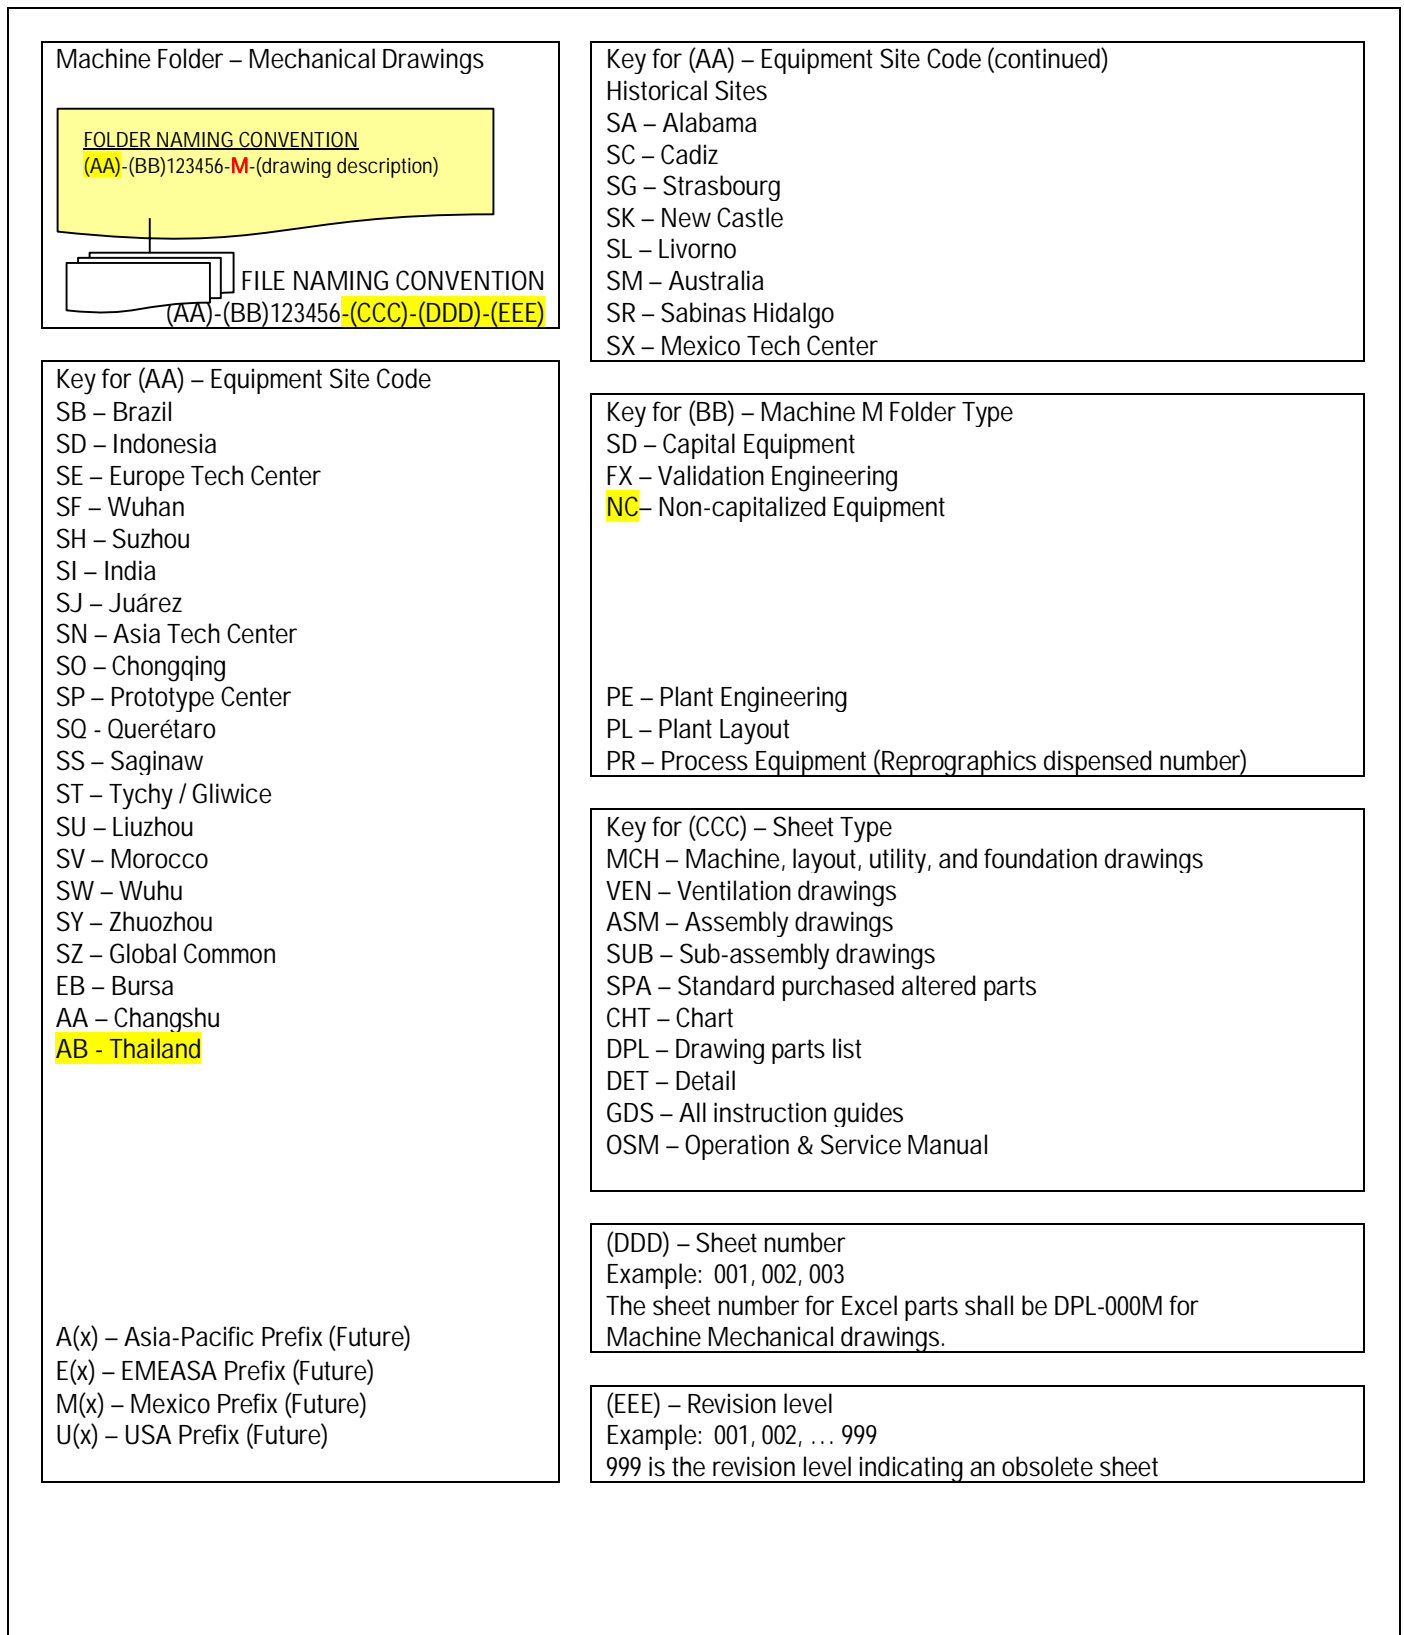 Machine Folder – Mechanical Drawings
FOLDER NAMING CONVENTION
(AA)-(BB)123456-M-(drawing description)
FILE NAMING CONVENTION
(AA)-(BB)123456-(CCC)-(DDD)-(EEE)
Key for (AA) – Equipment Site Code
SB – Brazil
SD – Indonesia
SE – Europe Tech Center
SF – Wuhan
SH – Suzhou
SI – India
SJ – Juárez
SN – Asia Tech Center
SO – Chongqing
SP – Prototype Center
SQ - Querétaro
SS – Saginaw
ST – Tychy / Gliwice
SU – Liuzhou
SV – Morocco
SW – Wuhu
SY – Zhuozhou
SZ – Global Common
EB – Bursa
AA – Changshu
AB - Thailand
A(x) – Asia-Pacific Prefix (Future)
E(x) – EMEASA Prefix (Future)
M(x) – Mexico Prefix (Future)
U(x) – USA Prefix (Future)
Key for (AA) – Equipment Site Code (continued)
Historical Sites
SA – Alabama
SC – Cadiz
SG – Strasbourg
SK – New Castle
SL – Livorno
SM – Australia
SR – Sabinas Hidalgo
SX – Mexico Tech Center
Key for (BB) – Machine M Folder Type
SD – Capital Equipment
FX – Validation Engineering
NC– Non-capitalized Equipment
PE – Plant Engineering
PL – Plant Layout
PR – Process Equipment (Reprographics dispensed number)
Key for (CCC) – Sheet Type
MCH – Machine, layout, utility, and foundation drawings
VEN – Ventilation drawings
ASM – Assembly drawings
SUB – Sub-assembly drawings
SPA – Standard purchased altered parts
CHT – Chart
DPL – Drawing parts list
DET – Detail
GDS – All instruction guides
OSM – Operation & Service Manual
(DDD) – Sheet number
Example: 001, 002, 003
The sheet number for Excel parts shall be DPL-000M for
Machine Mechanical drawings.
(EEE) – Revision level
Example: 001, 002, … 999
999 is the revision level indicating an obsolete sheet